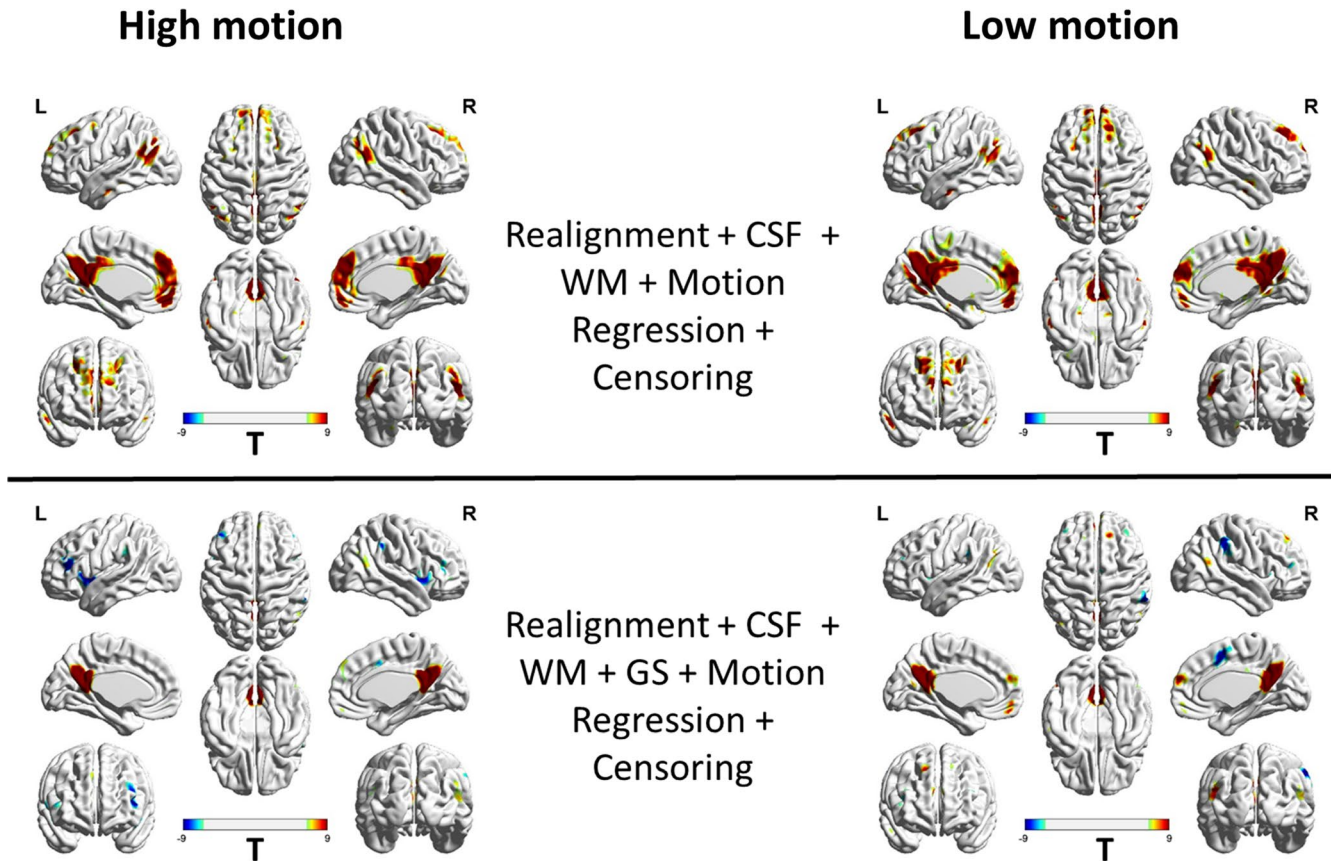 High motion
Low motion
L
R
L
R
Realignment + CSF +
WM + Motion
Regression +
Censoring
-9
9
T
-9
9
T
L
R
L
R
Realignment + CSF +
WM + GS + Motion
Regression +
Censoring
-9
9
T
-9
9
T